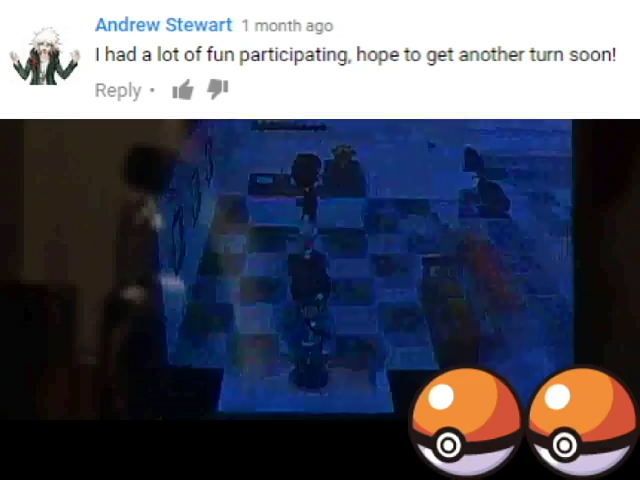 Andrew Stewart 1 month ago
I had a lot of fun participating, hope to get another turn soon!
Reply •